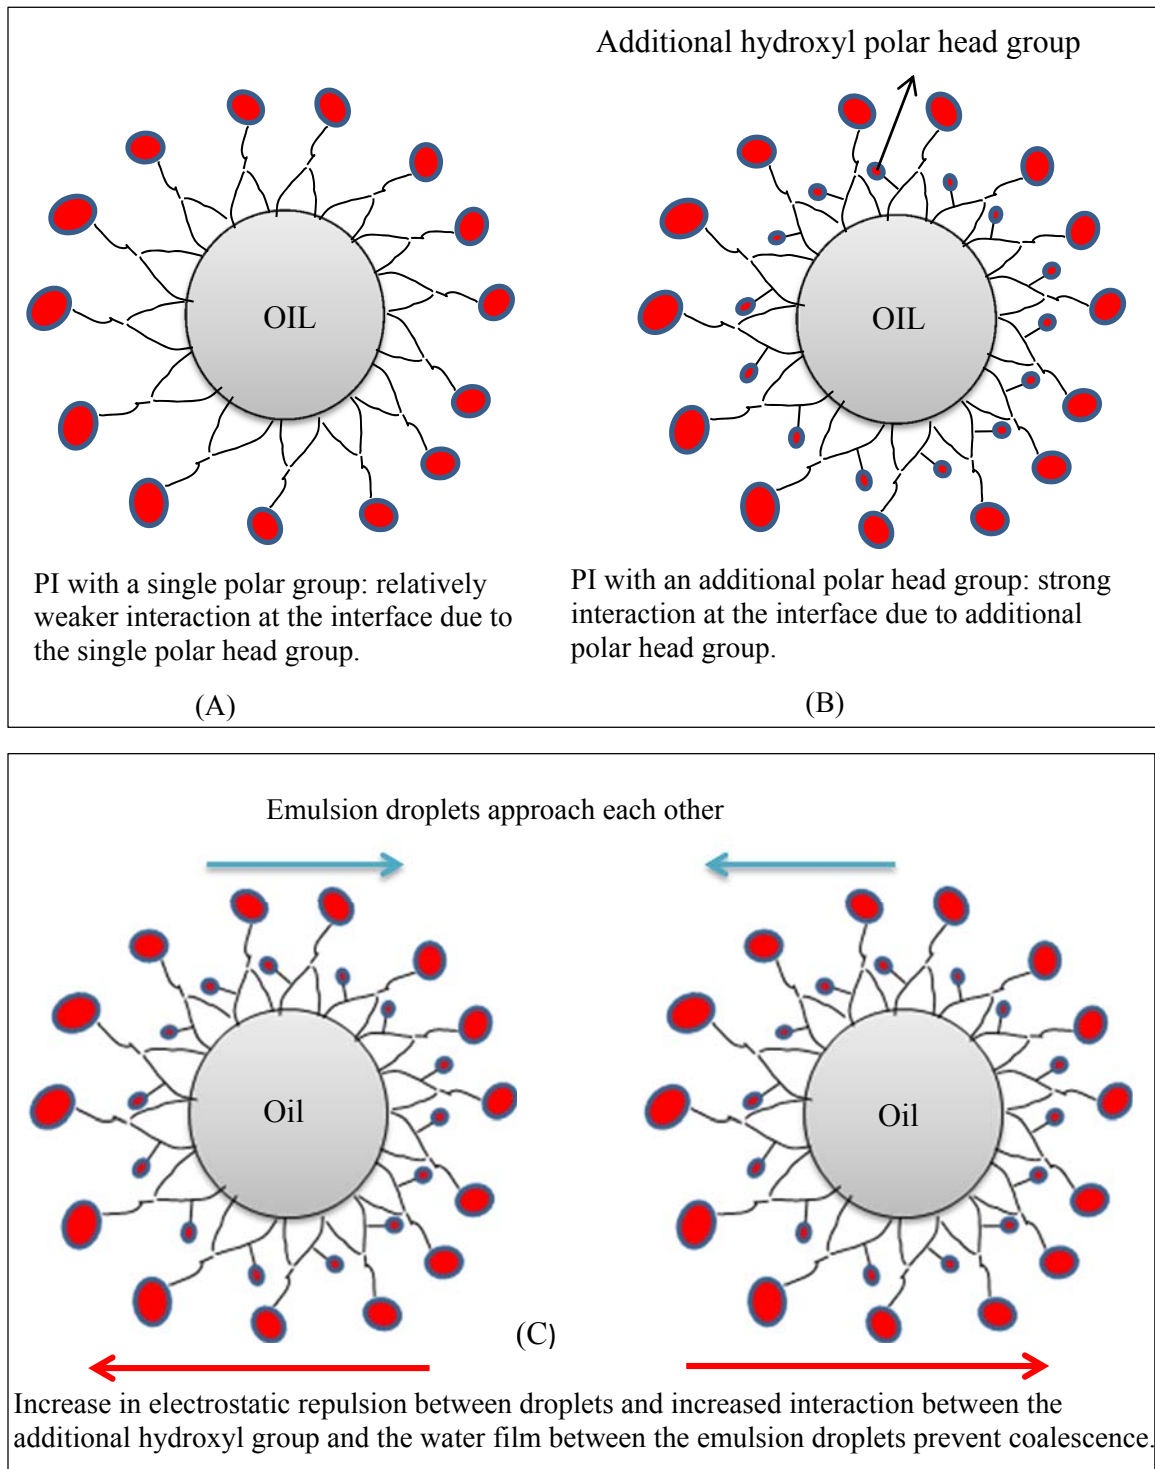 Additional hydroxyl polar head group
OIL
OIL
PI with a single polar group: relatively
weaker interaction at the interface due to
the single polar head group.
(A)
PI with an additional polar head group: strong
interaction at the interface due to additional
polar head group.
(B)
Emulsion droplets approach each other
Oil
Oil
(C)
Increase in electrostatic repulsion between droplets and increased interaction between the
additional hydroxyl group and the water film between the emulsion droplets prevent coalescence.